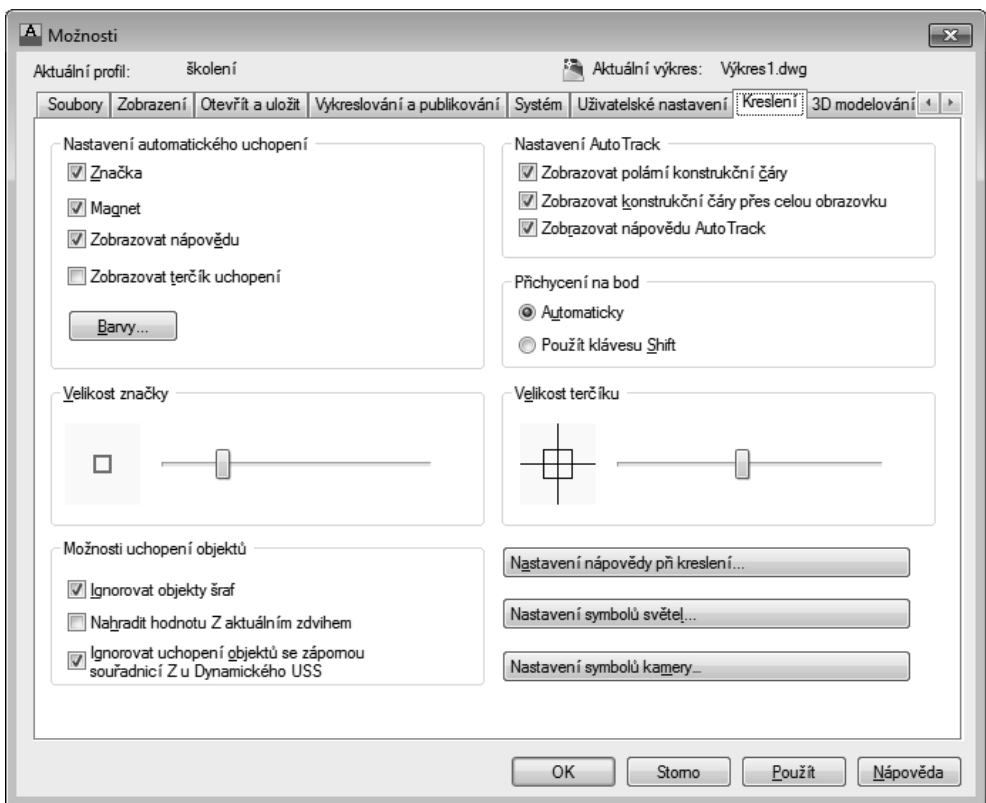 Možnosti
Aktuální profil: školení
Aktuální výkres: Výkres1.dwg
Soubory Zobrazení Otevřít a uložit Vykreslování a publikování Systém Uživatelské nastavení Kreslení 3D modelování
Nastavení automatického uchopení
Značka
Magnet
Zobrazovat nápovědu
Zobrazovat terčík uchopení
Barvy...
Nastavení AutoTrack
Zobrazovat polární konstrukční čáry
Zobrazovat konstrukční čáry přes celou obrazovku
Zobrazovat nápovědu AutoTrack
Přichycení na bod
Automaticky
Použít klávesu Shift
Velikost značky
Velikost terčíku
Možnosti uchopení objektů
Ignorovat objekty šraf
Nahradit hodnotu Z aktuálním zdvihem
Ignorovat uchopení objektů se zápornou
souřadnicí Z u Dynamického USS
Nastavení nápovědy při kreslení...
Nastavení symbolů světel...
Nastavení symbolů kamery...
OK Storno Použít Nápověda